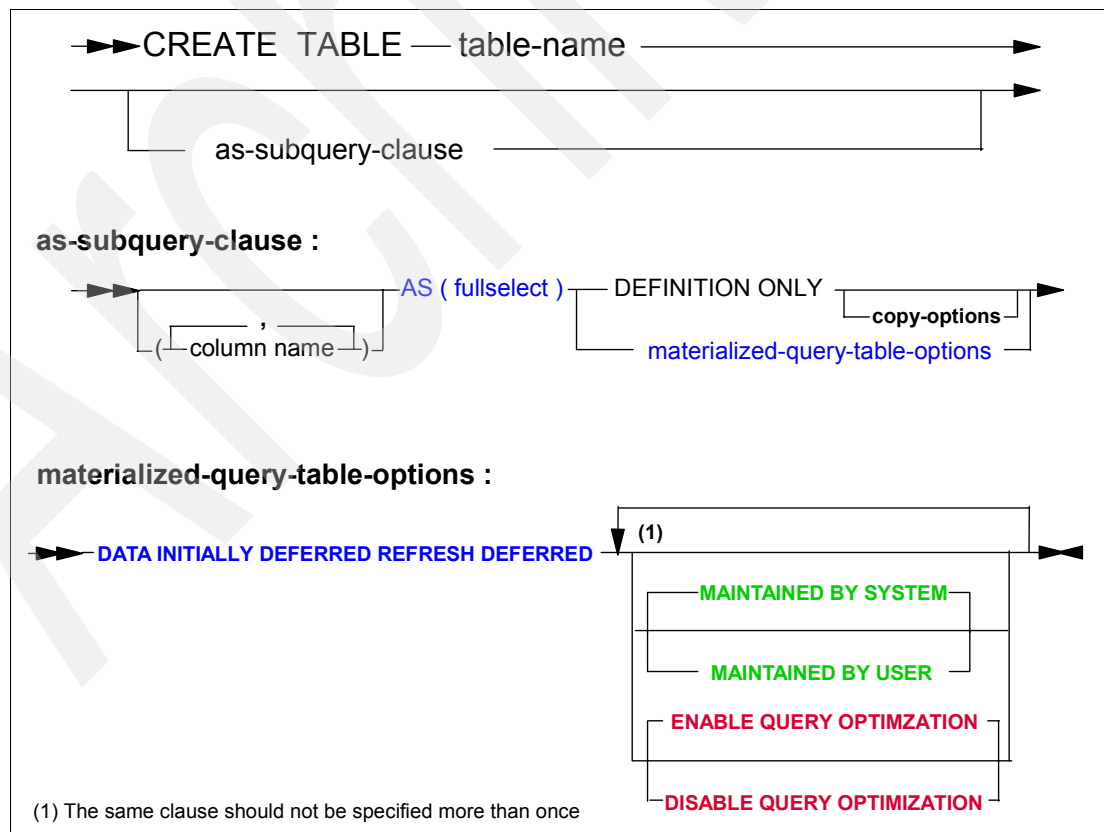 CREATE TABLE table-name
as-subquery-clause
as-subquery-clause :
AS ( fullselect ) DEFINITION ONLY
,
copy-options
( column name )
materialized-query-table-options
materialized-query-table-options :
(1)
DATA INITIALLY DEFERRED REFRESH DEFERRED
MAINTAINED BY SYSTEM
MAINTAINED BY USER
ENABLE QUERY OPTIMZATION
DISABLE QUERY OPTIMIZATION
(1) The same clause should not be specified more than once